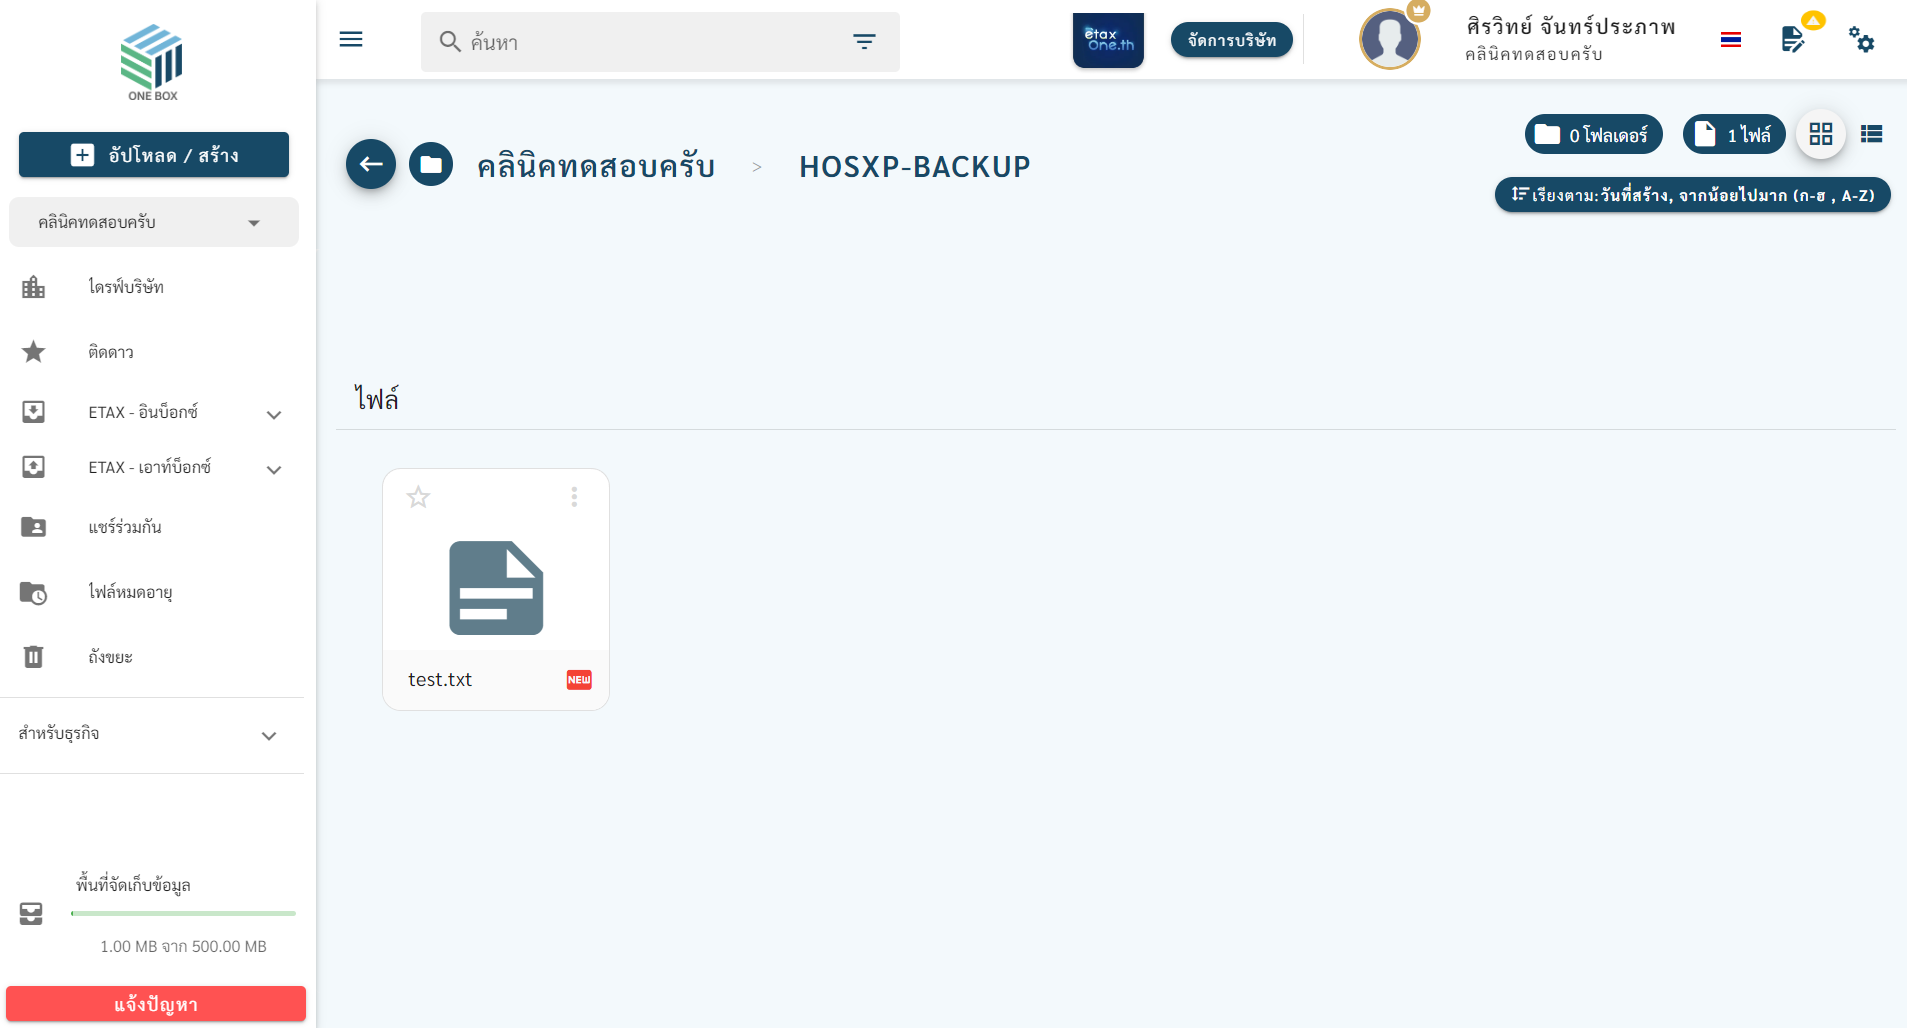 ONE BOX
อัปโหลด / สร้าง
คลินิคทดสอบครับ
ไดรฟ์บริษัท
ติดดาว
ETAX - อินบ็อกซ์
ETAX - เอาท์บ็อกซ์
แชร์ร่วมกัน
ไฟล์หมดอายุ
ถังขยะ
สำหรับธุรกิจ
พื้นที่จัดเก็บข้อมูล
1.00 MB จาก 500.00 MB
แจ้งปัญหา
ค้นหา
etax
One.th
จัดการบริษัท
ศิรวิทย์ จันทร์ประภาพ
คลินิคทดสอบครับ
คลินิคทดสอบครับ > HOSXP-BACKUP
0 โฟลเดอร์
1 ไฟล์
เรียงตาม: วันที่สร้าง, จากน้อยไปมาก (ก-ฮ , A-Z)
ไฟล์
test.txt
NEW